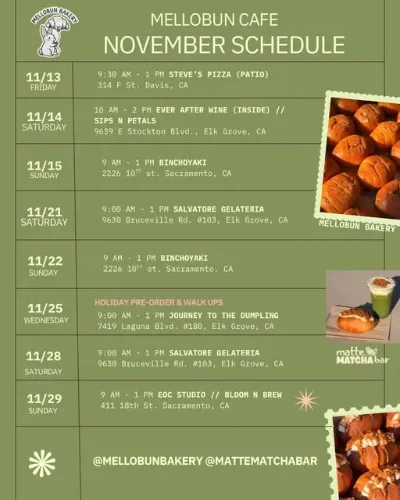 MELLOBUN BAKERY
MELLOBUN CAFE
NOVEMBER SCHEDULE
11/13
FRIDAY
9:30 AM - 1 PM STEVE'S PIZZA (PATIO)
314 F St. Davis, CA
11/14
SATURDAY
10 AM - 2 PM EVER AFTER WINE (INSIDE) //
SIPS N PETALS
9639 E Stockton Blvd., Elk Grove, CA
11/15
SUNDAY
9 AM - 1 PM BINCHOYAKI
2226 10th st. Sacramento, CA
11/21
SATURDAY
9:00 AM - 1 PM SALVATORE GELATERIA
9630 Bruceville Rd. #103, Elk Grove, CA
MELLOBUN BAKERY
11/22
SUNDAY
9 AM - 1 PM BINCHOYAKI
2226 10th st. Sacramento, CA
11/25
WEDNESDAY
HOLIDAY PRE-ORDER & WALK UPS
9:00 AM - 1 PM JOURNEY TO THE DUMPLING
7419 Laguna Blvd. #180, Elk Grove, CA
11/28
SATURDAY
9:00 AM - 1 PM SALVATORE GELATERIA
9630 Bruceville Rd. #103, Elk Grove, CA
matte
MATCHA bar
11/29
SUNDAY
9 AM - 1 PM EOC STUDIO // BLOOM N BREW
411 18th St. Sacramento, CA
@MELLOBUNBAKERY @MATTEMATCHABAR